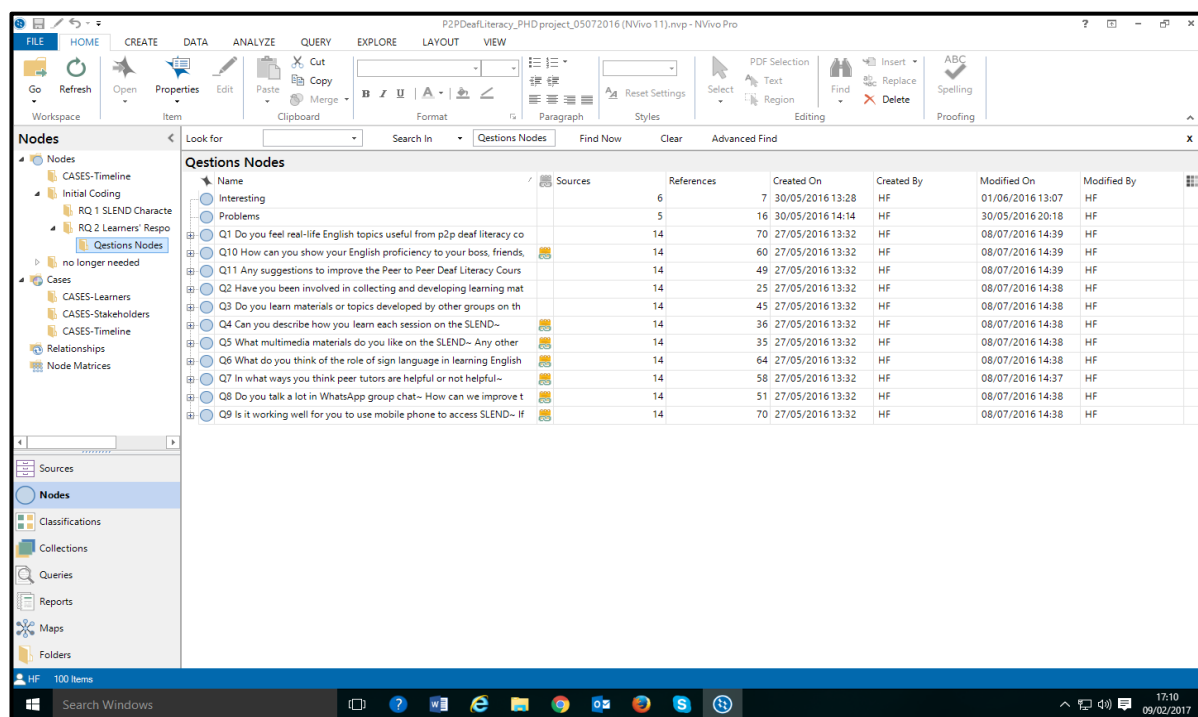 P2PDeafLiteracy_PHD project_05072016 (NVivo 11).nvp - NVivo Pro
FILE HOME CREATE DATA ANALYZE QUERY EXPLORE LAYOUT VIEW
Go Refresh Open Properties Edit Paste Cut Copy Merge
B I U A
Reset Settings
Select PDF Selection Text Region Find Insert Replace Delete
ABC Spelling
Workspace Item Clipboard Format Paragraph Styles Editing Proofing
Nodes Look for Search In Qestions Nodes Find Now Clear Advanced Find x
Nodes
CASES-Timeline
Initial Coding
RQ 1 SLEND Characte
RQ 2 Learners' Respo
Qestions Nodes
no longer needed
Cases
CASES-Learners
CASES-Stakeholders
CASES-Timeline
Relationships
Node Matrices
Sources
Nodes
Classifications
Collections
Queries
Reports
Maps
Folders
Qestions Nodes
Name Sources References Created On Created By Modified On Modified By
Interesting 6 7 30/05/2016 13:28 HF 01/06/2016 13:07 HF
Problems 5 16 30/05/2016 14:14 HF 30/05/2016 20:18 HF
Q1 Do you feel real-life English topics useful from p2p deaf literacy co 14 70 27/05/2016 13:32 HF 08/07/2016 14:39 HF
Q10 How can you show your English proficiency to your boss, friends, 14 60 27/05/2016 13:32 HF 08/07/2016 14:39 HF
Q11 Any suggestions to improve the Peer to Peer Deaf Literacy Cours 14 49 27/05/2016 13:32 HF 08/07/2016 14:39 HF
Q2 Have you been involved in collecting and developing learning mat 14 25 27/05/2016 13:32 HF 08/07/2016 14:38 HF
Q3 Do you learn materials or topics developed by other groups on th 14 45 27/05/2016 13:32 HF 08/07/2016 14:38 HF
Q4 Can you describe how you learn each session on the SLEND~ 14 36 27/05/2016 13:32 HF 08/07/2016 14:38 HF
Q5 What multimedia materials do you like on the SLEND~ Any other 14 35 27/05/2016 13:32 HF 08/07/2016 14:38 HF
Q6 What do you think of the role of sign language in learning English 14 64 27/05/2016 13:32 HF 08/07/2016 14:38 HF
Q7 In what ways you think peer tutors are helpful or not helpful~ 14 58 27/05/2016 13:32 HF 08/07/2016 14:37 HF
Q8 Do you talk a lot in WhatsApp group chat~ How can we improve t 14 51 27/05/2016 13:32 HF 08/07/2016 14:38 HF
Q9 Is it working well for you to use mobile phone to access SLEND~ If 14 70 27/05/2016 13:32 HF 08/07/2016 14:38 HF
HF 100 Items
Search Windows
17:10
09/02/2017